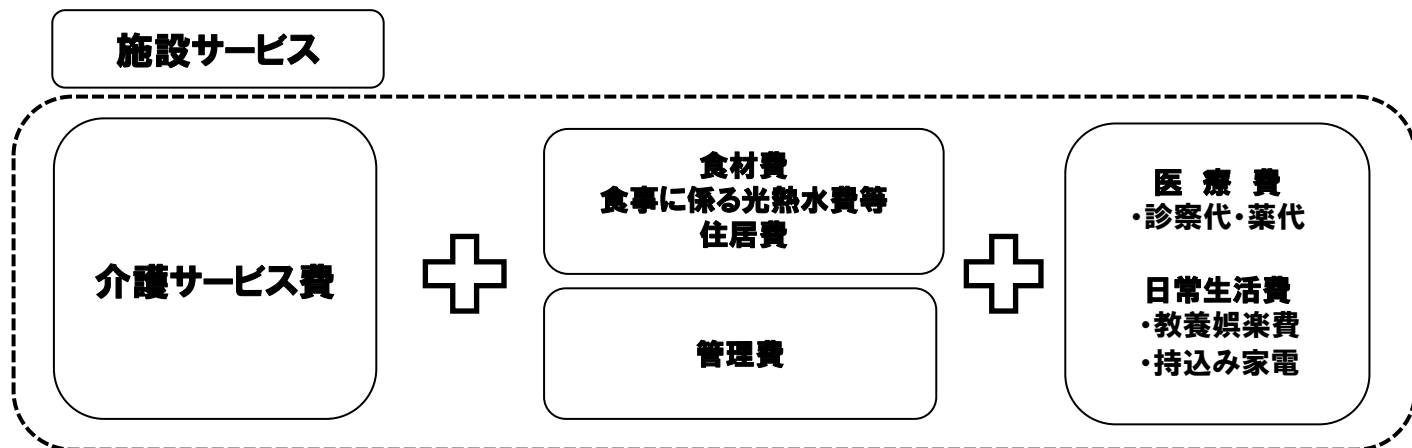 施設サービス
介護サービス費
食材費
食事に係る光熱水費等
住居費
管理費
医 療 費
・診察代・薬代
日常生活費
・教養娯楽費
・持込み家電